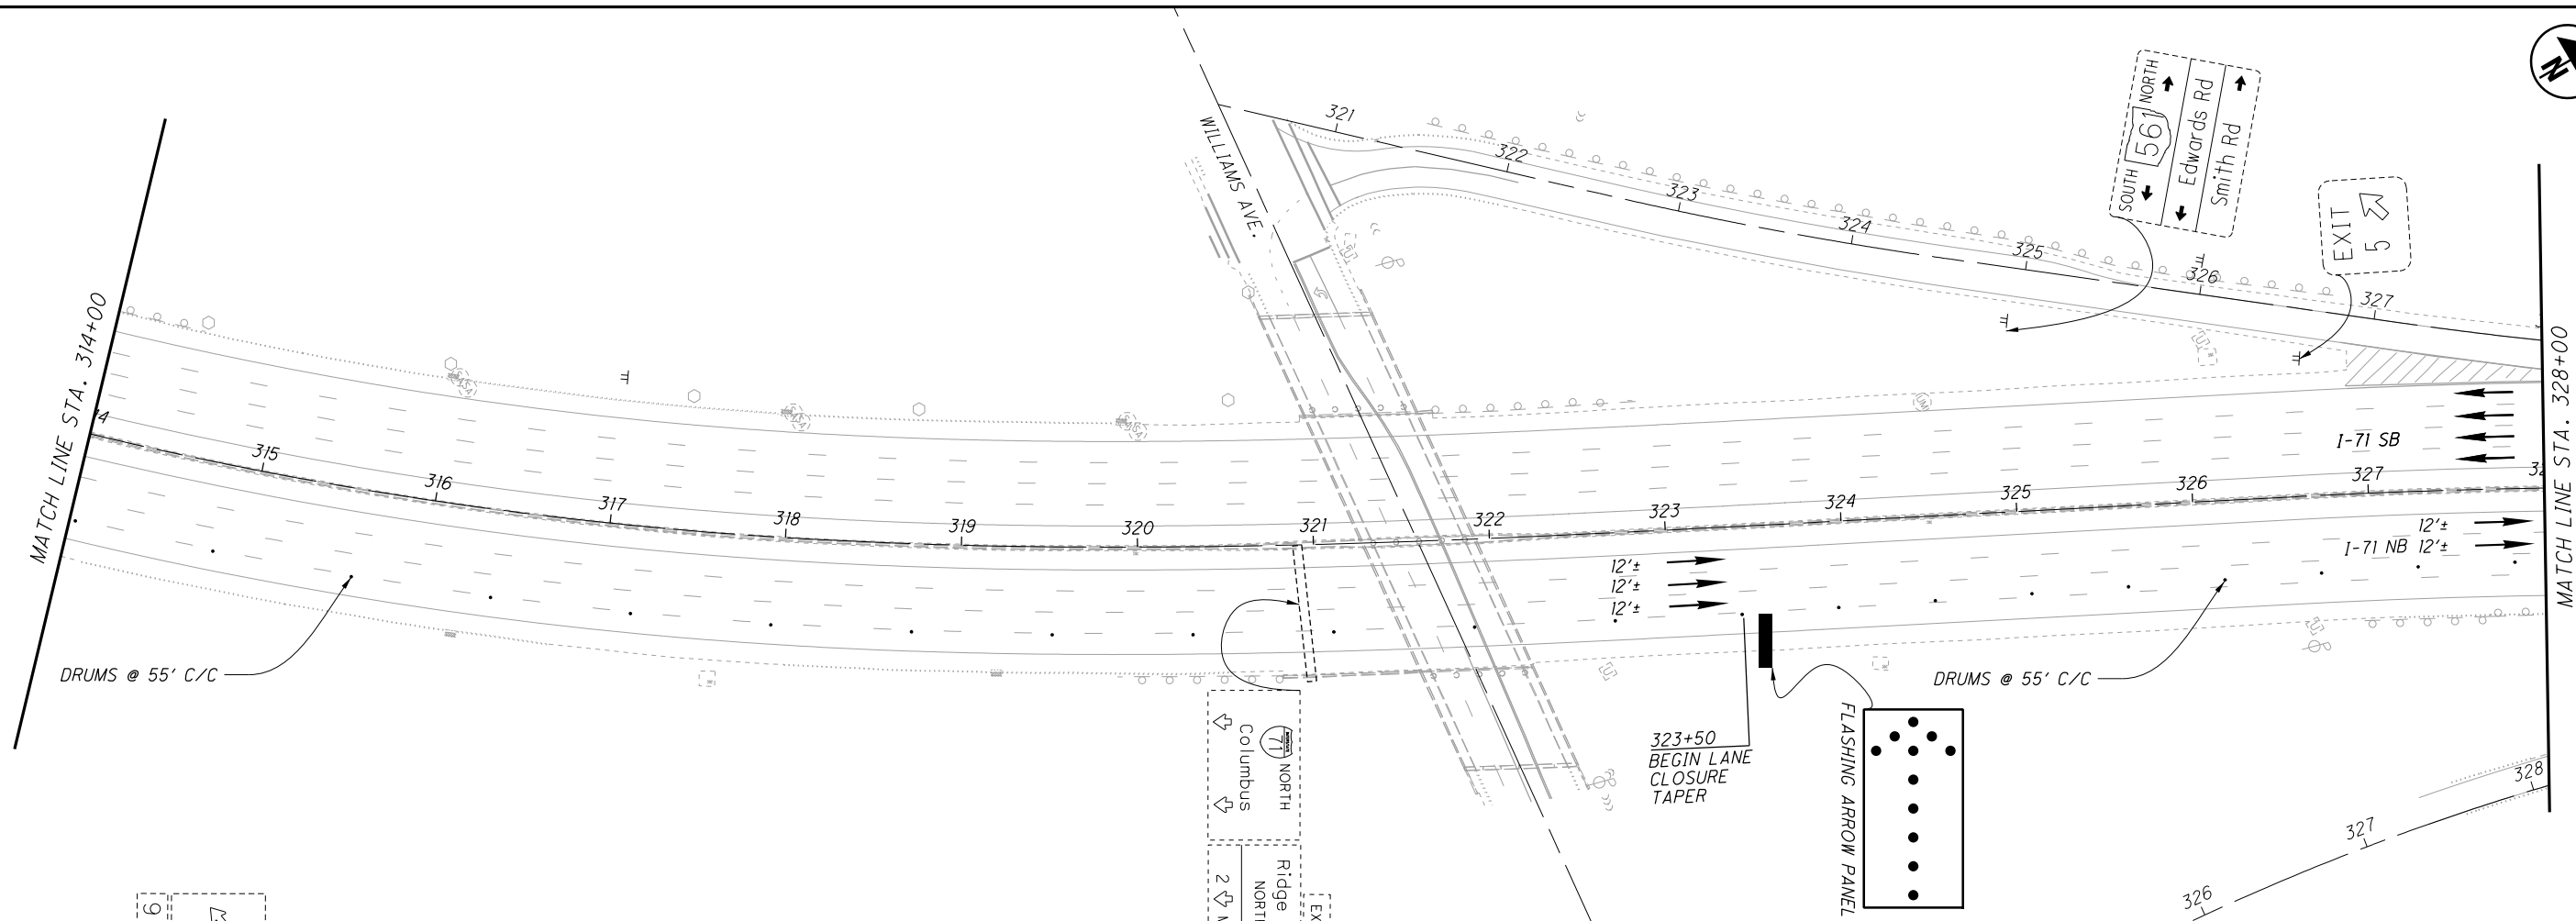 MATCH LINE STA. 314+00
315
316
317
318
319
320
321
322
323
324
325
326
327
WILLIAMS AVE.
321
322
323
324
325
326
327
SOUTH 561 NORTH
Edwards Rd
Smith Rd
EXIT
5
N
MATCH LINE STA. 328+00
I-71 SB
12'±
I-71 NB 12'±
12'±
12'±
12'±
DRUMS @ 55' C/C
DRUMS @ 55' C/C
323+50
BEGIN LANE
CLOSURE
TAPER
FLASHING ARROW PANEL
71 NORTH
Columbus
Ridge
2
9
328
327
326